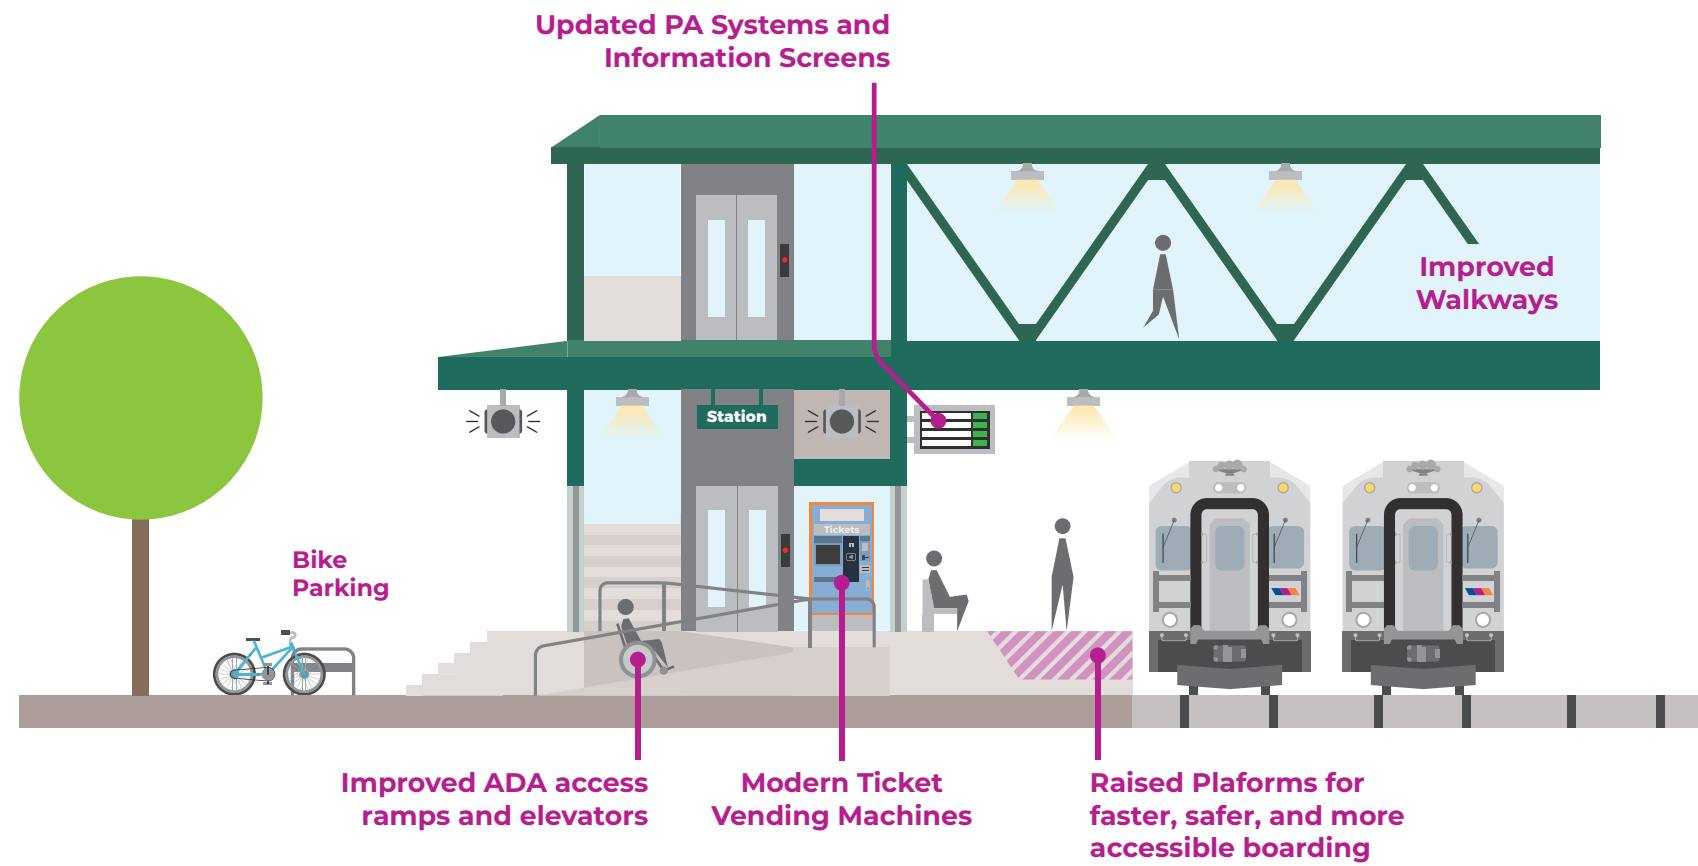 Updated PA Systems and
Information Screens
Improved
Walkways
Station
Tickets
Bike
Parking
Improved ADA access
ramps and elevators
Modern Ticket
Vending Machines
Raised Plaforms for
faster, safer, and more
accessible boarding